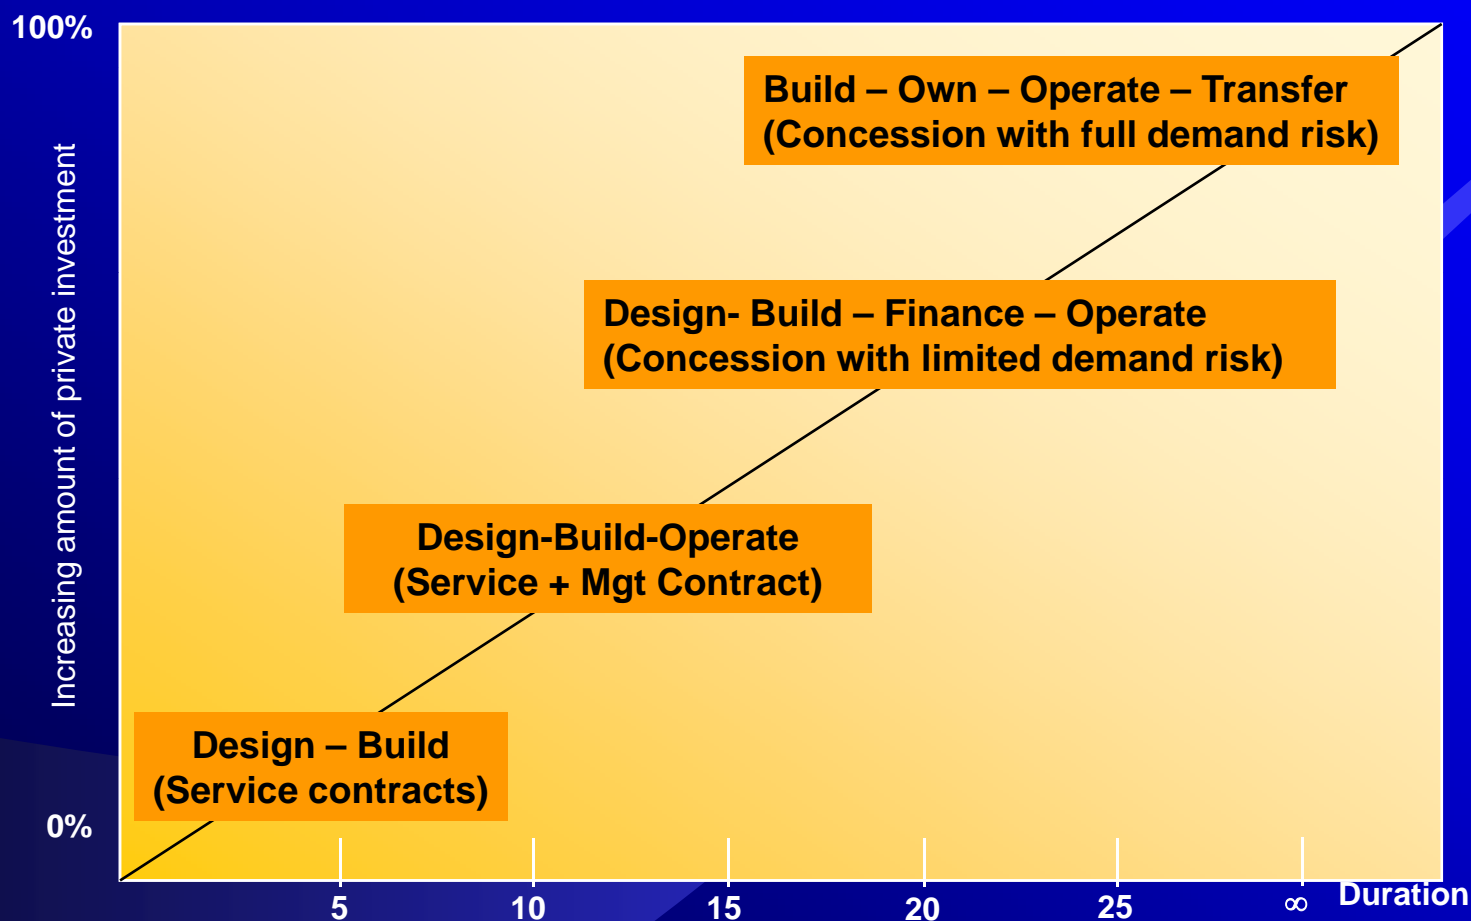 100%
Build – Own – Operate – Transfer
(Concession with full demand risk)
Increasing amount of private investment
Design- Build – Finance – Operate
(Concession with limited demand risk)
Design-Build-Operate
(Service + Mgt Contract)
Design – Build
(Service contracts)
0%
5 10 15 20 25 ∞ Duration